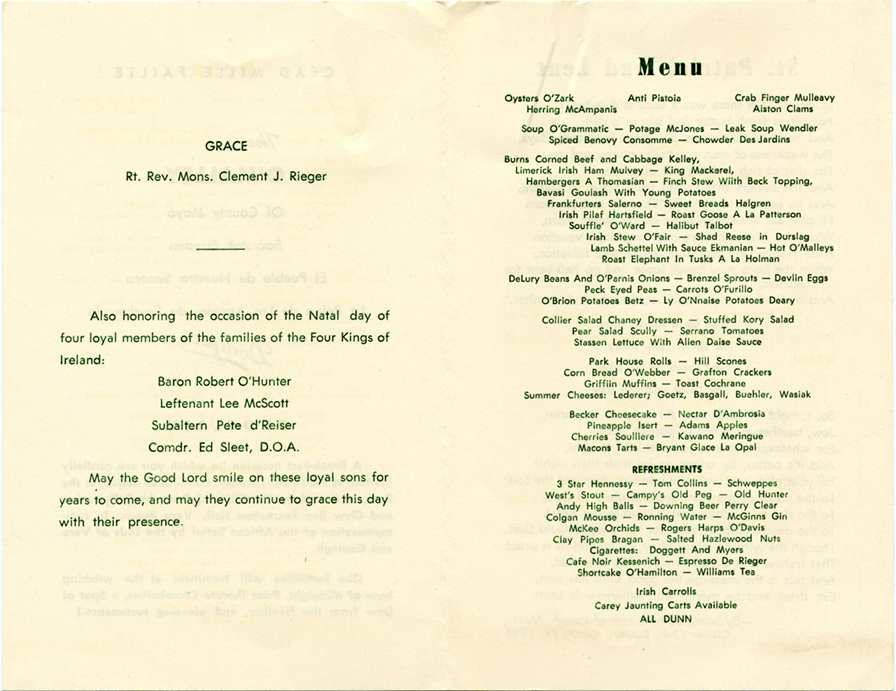 GRACE
Rt. Rev. Mons. Clement J. Rieger
Also honoring the occasion of the Natal day of
four loyal members of the families of the Four Kings of
Ireland:
Baron Robert O'Hunter
Leftenant Lee McScott
Subaltern Pete d'Reiser
Comdr. Ed Sleet, D.O.A.
May the Good Lord smile on these loyal sons for
years to come, and may they continue to grace this day
with their presence.
Menu
Oysters O'Zark Anti Pistoia Crab Finger Mulleavy
Herring McAmpanis Alston Clams
Soup O'Grammatic — Potage McJones — Leak Soup Wendler
Spiced Benovy Consomme — Chowder Des Jardins
Burns Corned Beef and Cabbage Kelley,
Limerick Irish Ham Mulvey — King Mackerel,
Hambergers A Thomasian — Finch Stew Wiith Beck Topping,
Bavasi Goulash With Young Potatoes
Frankfurters Salerno — Sweet Breads Halgren
Irish Pilaf Hartsfield — Roast Goose A La Patterson
Souffle' O'Ward — Halibut Talbot
Irish Stew O'Fair — Shad Reese in Durslag
Lamb Schettel With Sauce Ekmanian — Hot O'Malleys
Roast Elephant In Tusks A La Holman
DeLury Beans And O'Parnis Onions — Brenzel Sprouts — Devlin Eggs
Peck Eyed Peas — Carrots O'Furillo
O'Brion Potatoes Betz — Ly O'Nnaise Potatoes Deary
Collier Salad Chaney Dressen — Stuffed Kory Salad
Pear Salad Scully — Serrano Tomatoes
Stassen Lettuce With Allen Daise Sauce
Park House Rolls — Hill Scones
Corn Bread O'Webber — Grafton Crackers
Griffiin Muffins — Toast Cochrane
Summer Cheeses: Lederer; Goetz, Basgall, Buehler, Wasiak
Becker Cheesecake — Nectar D'Ambrosia
Pineapple Isert — Adams Apples
Cherries Soulliere — Kawano Meringue
Macons Tarts — Bryant Glace La Opal
REFRESHMENTS
3 Star Hennessy — Tom Collins — Schweppes
West's Stout — Campy's Old Peg — Old Hunter
Andy High Balls — Downing Beer Perry Clear
Colgan Mousse — Ronning Water — McGinns Gin
McKee Orchids — Rogers Harps O'Davis
Clay Pipes Bragan — Salted Hazlewood Nuts
Cigarettes: Doggett And Myers
Cafe Noir Kessenich — Espresso De Rieger
Shortcake O'Hamilton — Williams Tea
Irish Carrolls
Carey Jaunting Carts Available
ALL DUNN